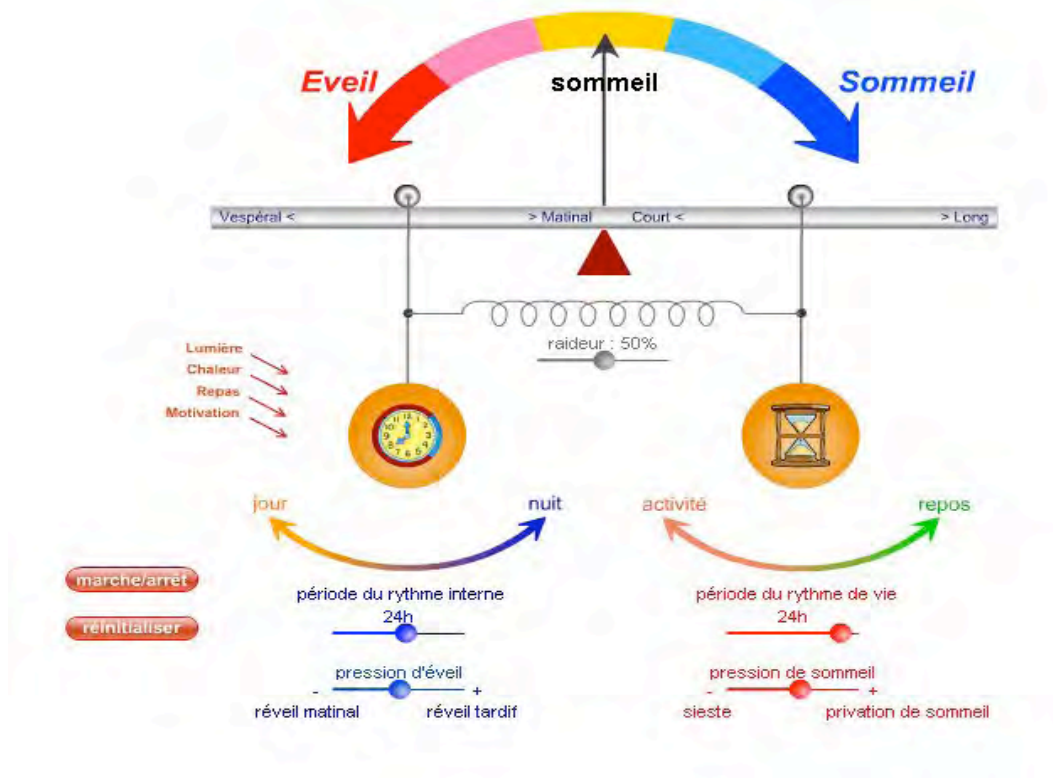 Eveil
sommeil
Sommeil
Vespéral <
> Matinal
Court <
> Long
raideur : 50%
Lumière
Chaleur
Repas
Motivation
jour
nuit
activité
repos
marche/arrêt
réinitialiser
période du rythme interne
24h
période du rythme de vie
24h
pression d'éveil
- +
réveil matinal réveil tardif
pression de sommeil
- +
sieste privation de sommeil